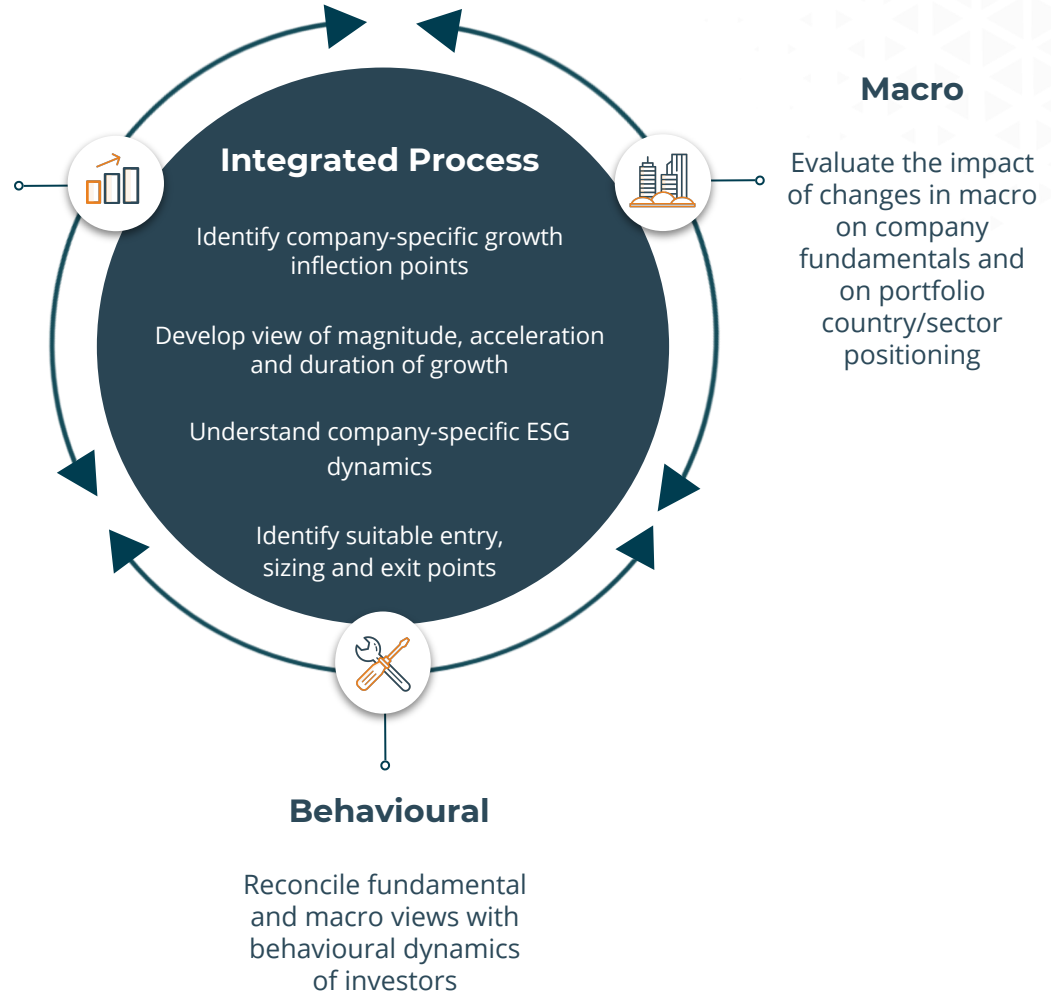 Integrated Process
Identify company-specific growth
inflection points
Develop view of magnitude, acceleration
and duration of growth
Understand company-specific ESG
dynamics
Identify suitable entry,
sizing and exit points
Macro
Evaluate the impact
of changes in macro
on company
fundamentals and
on portfolio
country/sector
positioning
Behavioural
Reconcile fundamental
and macro views with
behavioural dynamics
of investors